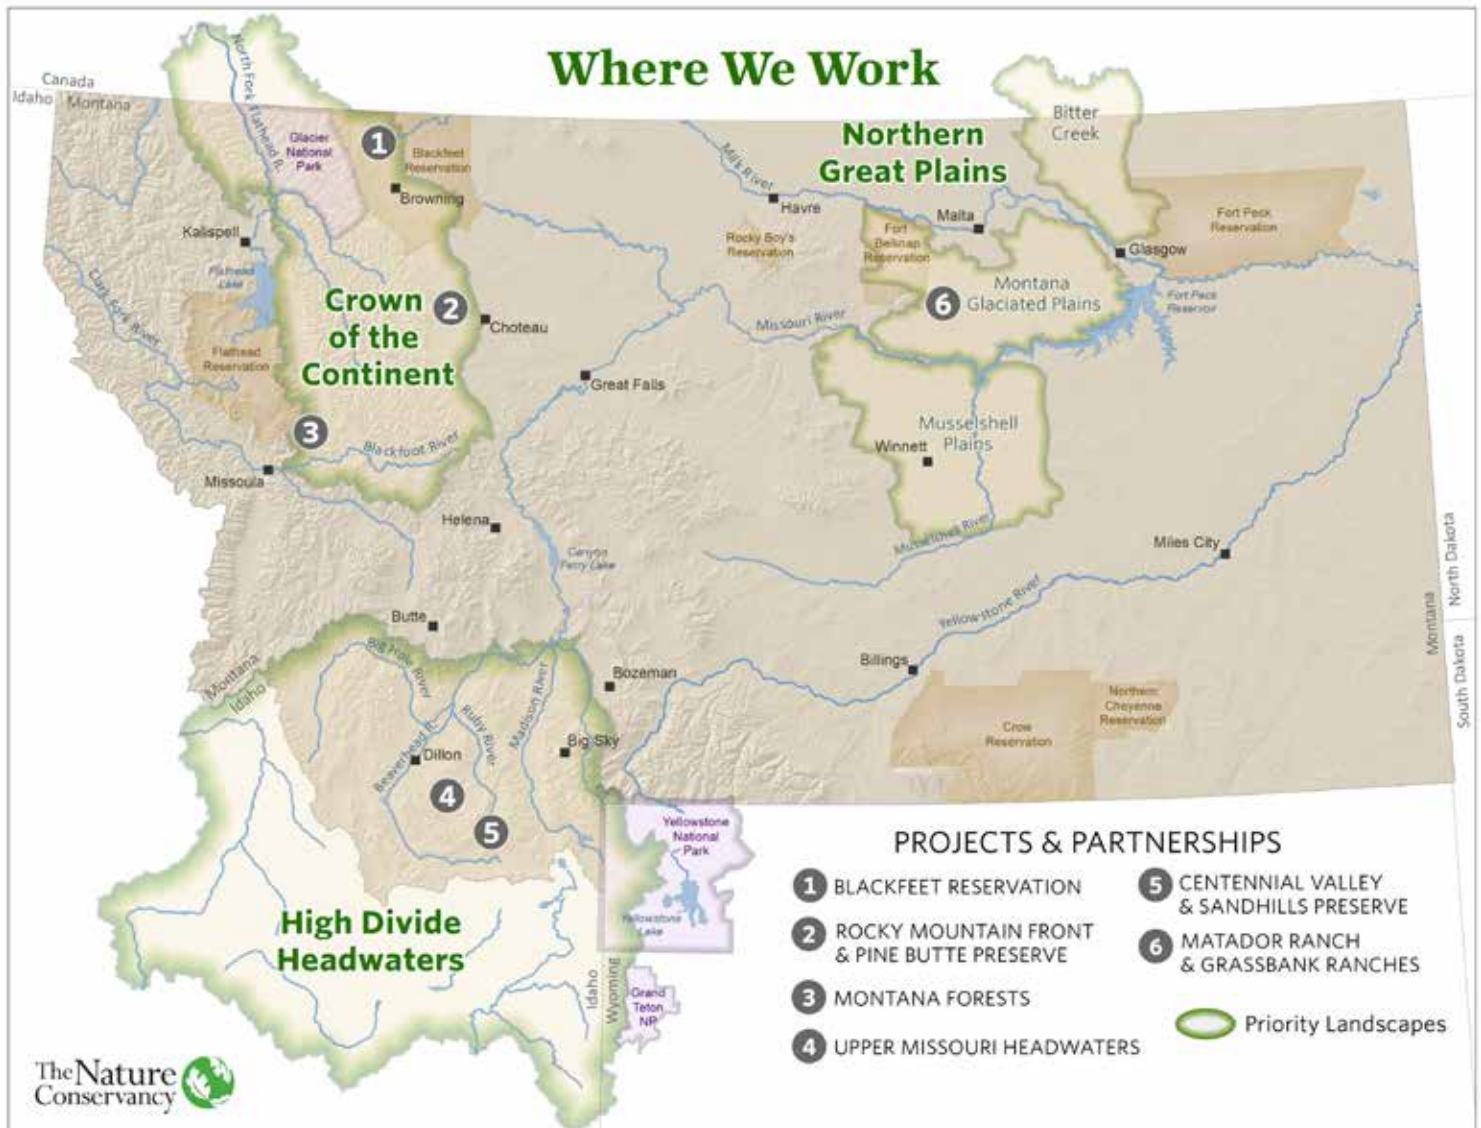 Where We Work
Canada
Idaho
Montana
North Fork Flathead R.
Glacier
National
Park
1
Blackfeet
Reservation
Browning
Kalispell
Flathead
Lake
Clark Fork River
Flathead
Reservation
Crown
of the
Continent
2
Choteau
3
Blackfoot River
Missoula
Great Falls
Helena
Canyon
Ferry Lake
Butte
Northern
Great Plains
Bitter
Creek
Milk River
Havre
Rocky Boy's
Reservation
Malta
Fort
Belknap
Reservation
Glasgow
Fort Peck
Reservation
Montana
Glaciated Plains
6
Fort Peck
Reservoir
Missouri River
Musselshell
Plains
Winnett
Musselshell River
Miles City
Yellowstone River
Billings
Crow
Reservation
Northern
Cheyenne
Reservation
North Dakota
Montana
South Dakota
Montana
Idaho
Big Hole River
Bozeman
Beaverhead R.
Ruby River
Madison River
Big Sky
Dillon
4
5
High Divide
Headwaters
Yellowstone
National
Park
Yellowstone
Lake
Idaho
Wyoming
Grand
Teton
NP
PROJECTS & PARTNERSHIPS
1 BLACKFEET RESERVATION
2 ROCKY MOUNTAIN FRONT
& PINE BUTTE PRESERVE
3 MONTANA FORESTS
4 UPPER MISSOURI HEADWATERS
5 CENTENNIAL VALLEY
& SANDHILLS PRESERVE
6 MATADOR RANCH
& GRASSBANK RANCHES
Priority Landscapes
The Nature
Conservancy